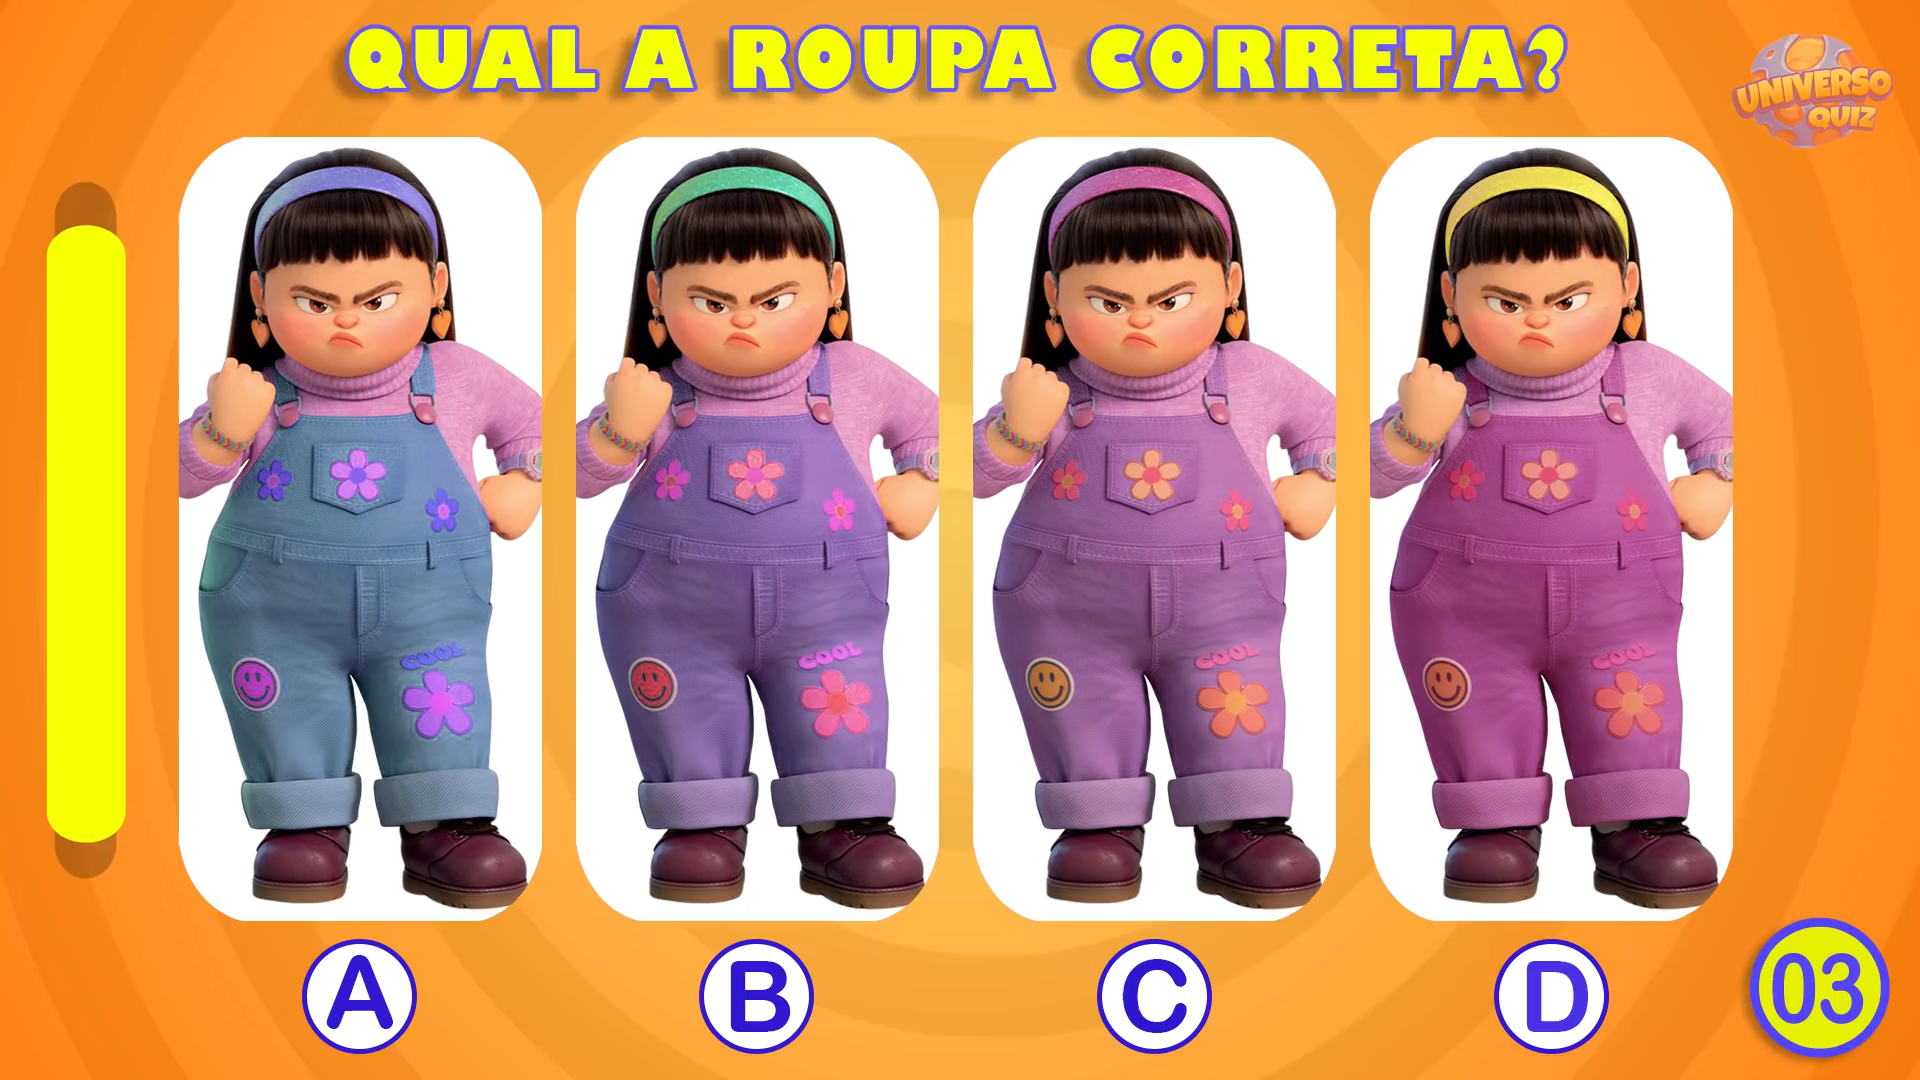 QUAL A ROUPA CORRETA?
UNIVERSO
QUIZ
COOL
COOL
COOL
COOL
A
B
C
D
03